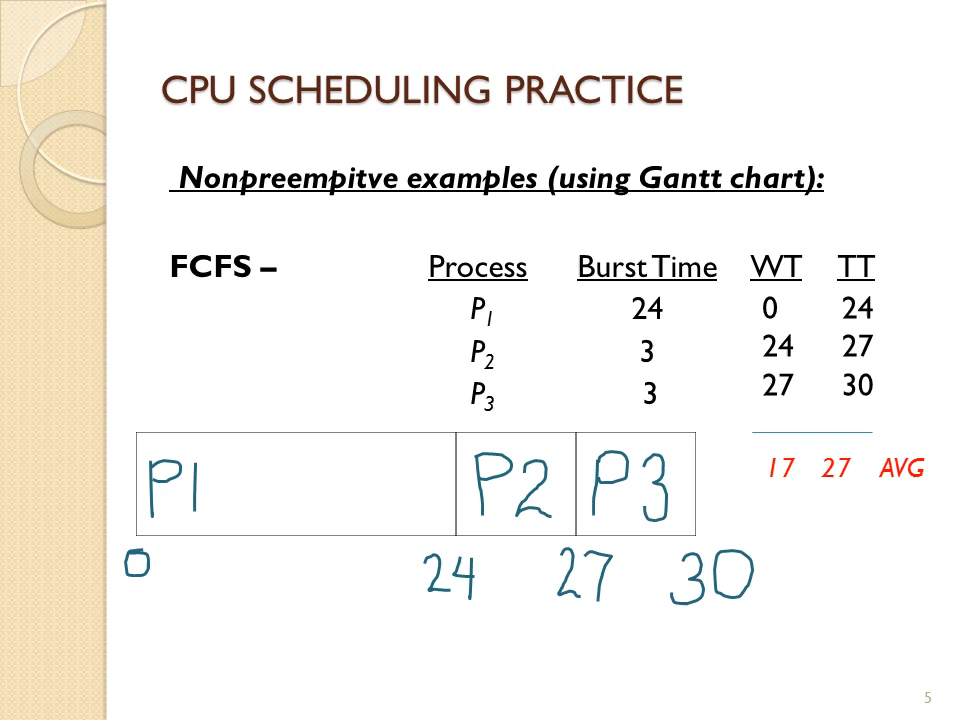 CPU SCHEDULING PRACTICE
Nonpreempitve examples (using Gantt chart):
FCFS – Process Burst Time WT TT
P1 24 0 24
P2 3 24 27
P3 3 27 30
17 27 AVG
P1 P2 P3
0 24 27 30
5